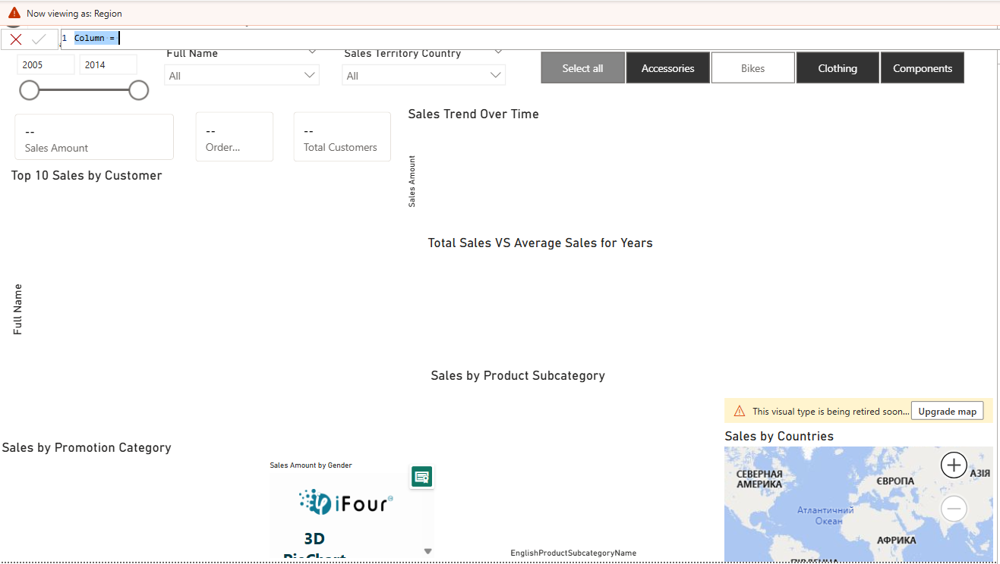 Now viewing as: Region
1 Column =
2005
2014
Full Name
All
Sales Territory Country
All
Select all
Accessories
Bikes
Clothing
Components
--
Sales Amount
--
Order...
--
Total Customers
Sales Trend Over Time
Sales Amount
Top 10 Sales by Customer
Full Name
Total Sales VS Average Sales for Years
Sales by Product Subcategory
EnglishProductSubcategoryName
Sales by Promotion Category
Sales Amount by Gender
iFour
3D
PieChart
This visual type is being retired soon...
Upgrade map
Sales by Countries
СЕВЕРНАЯ
АМЕРИКА
ЄВРОПА
АЗІЯ
Атлантичний
Океан
АФРИКА
ПІВДЕННА